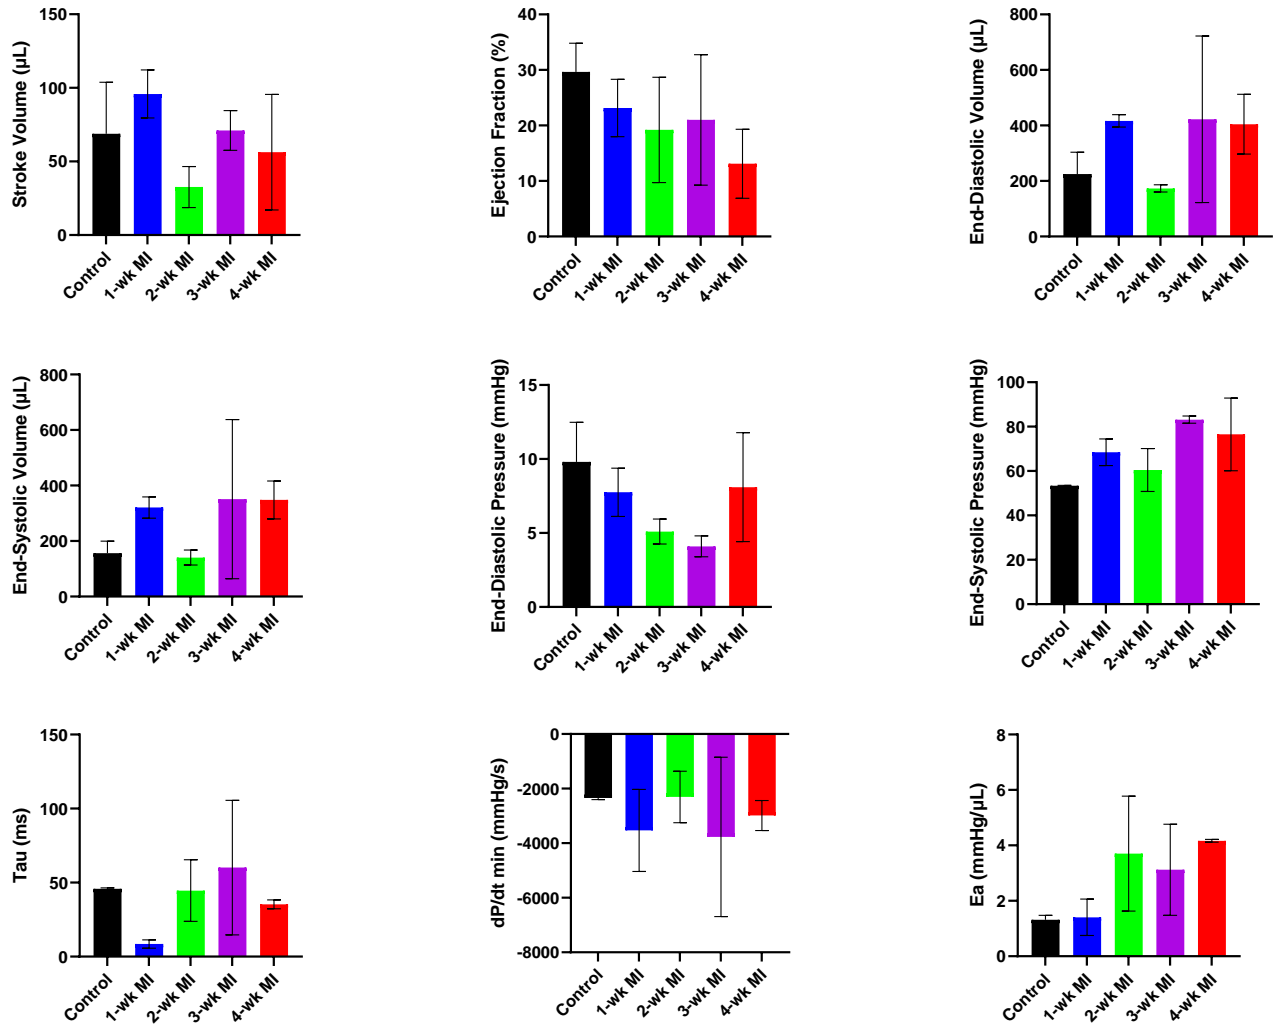 Stroke Volume (µL)
150
100
50
0
Control
1-wk MI
2-wk MI
3-wk MI
4-wk MI
Ejection Fraction (%)
40
30
20
10
0
Control
1-wk MI
2-wk MI
3-wk MI
4-wk MI
End-Diastolic Volume (µL)
800
600
400
200
0
Control
1-wk MI
2-wk MI
3-wk MI
4-wk MI
End-Systolic Volume (µL)
800
600
400
200
0
Control
1-wk MI
2-wk MI
3-wk MI
4-wk MI
End-Diastolic Pressure (mmHg)
15
10
5
0
Control
1-wk MI
2-wk MI
3-wk MI
4-wk MI
End-Systolic Pressure (mmHg)
100
80
60
40
20
0
Control
1-wk MI
2-wk MI
3-wk MI
4-wk MI
Tau (ms)
150
100
50
0
Control
1-wk MI
2-wk MI
3-wk MI
4-wk MI
dP/dt min (mmHg/s)
0
-2000
-4000
-6000
-8000
Control
1-wk MI
2-wk MI
3-wk MI
4-wk MI
Ea (mmHg/µL)
8
6
4
2
0
Control
1-wk MI
2-wk MI
3-wk MI
4-wk MI